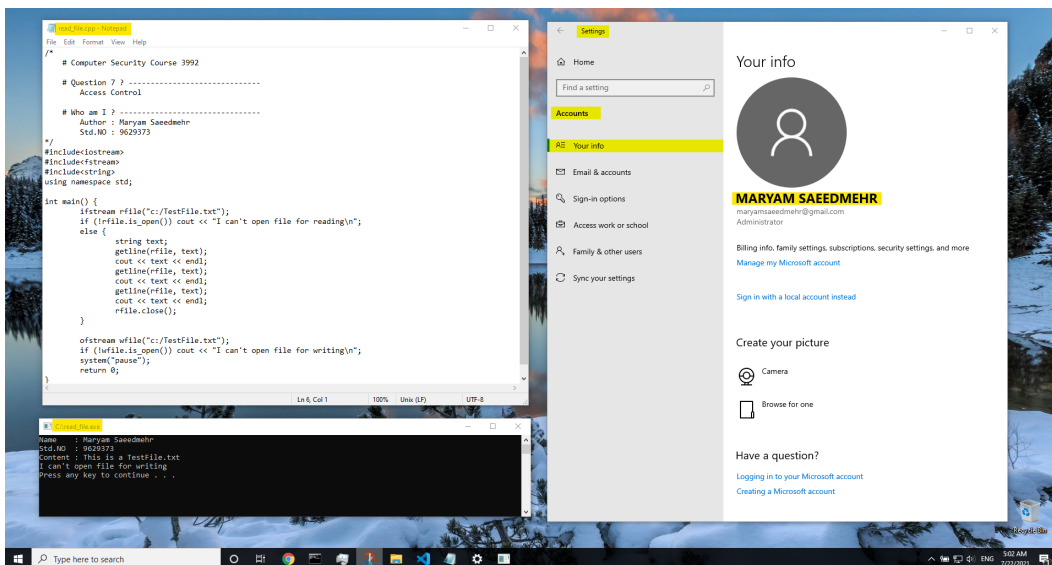 read_file.cpp - Notepad
File Edit Format View Help
/*
# Computer Security Course 3992
# Question 7 ? ------------------------------
Access Control
# Who am I ? --------------------------------
Author : Maryam Saeedmehr
Std.NO : 9629373
*/
#include<iostream>
#include<fstream>
#include<string>
using namespace std;
int main() {
ifstream rfile("c:/TestFile.txt");
if (!rfile.is_open()) cout << "I can't open file for reading\n";
else {
string text;
getline(rfile, text);
cout << text << endl;
getline(rfile, text);
cout << text << endl;
getline(rfile, text);
cout << text << endl;
rfile.close();
}
ofstream wfile("c:/TestFile.txt");
if (!wfile.is_open()) cout << "I can't open file for writing\n";
system("pause");
return 0;
}
Ln 6, Col 1 100% Unix (LF) UTF-8
C:\read_file.exe
Name : Maryam Saeedmehr
Std.NO : 9629373
Content : This is a TestFile.txt
I can't open file for writing
Press any key to continue . . .
Settings
Home
Find a setting
Accounts
Your info
Email & accounts
Sign-in options
Access work or school
Family & other users
Sync your settings
Your info
MARYAM SAEEDMEHR
maryamsaeedmehr@gmail.com
Administrator
Billing info, family settings, subscriptions, security settings, and more
Manage my Microsoft account
Sign in with a local account instead
Create your picture
Camera
Browse for one
Have a question?
Logging in to your Microsoft account
Creating a Microsoft account
Recycle Bin
Type here to search
ENG
5:02 AM
7/22/2021